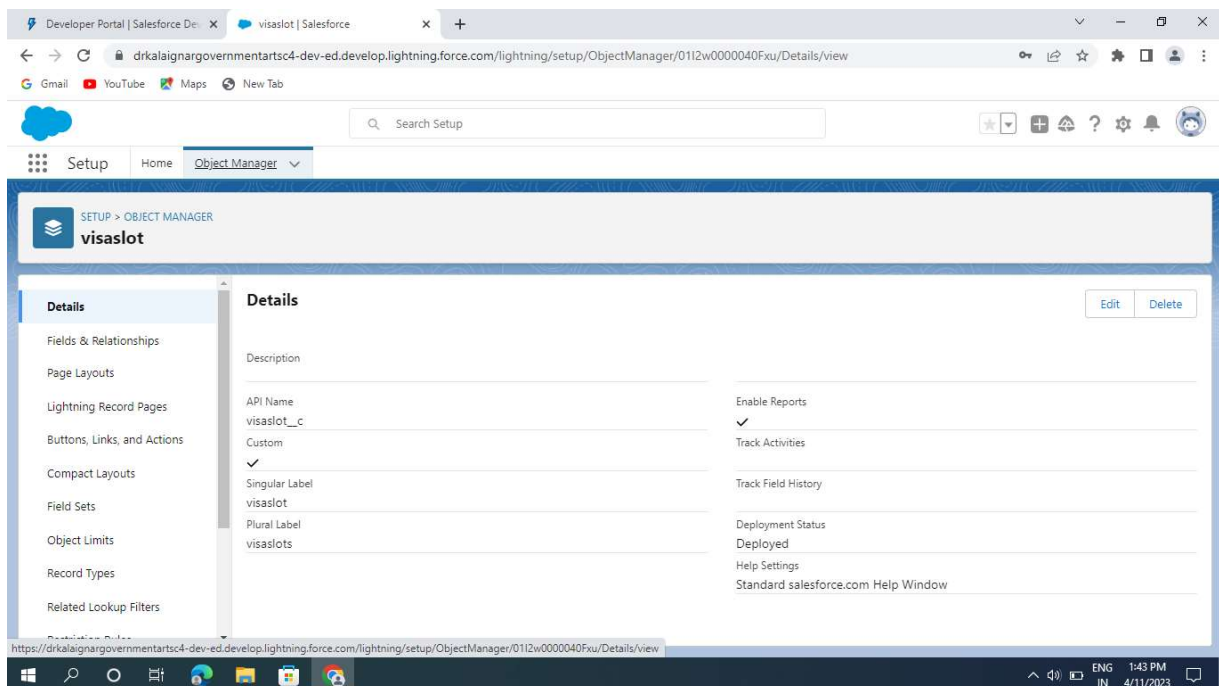 Developer Portal | Salesforce De
visaslot | Salesforce
drkalaignargovernmentartsc4-dev-ed.develop.lightning.force.com/lightning/setup/ObjectManager/01I2w0000040Fxu/Details/view
Gmail YouTube Maps New Tab
Search Setup
Setup Home Object Manager
SETUP > OBJECT MANAGER
visaslot
Details
Fields & Relationships
Page Layouts
Lightning Record Pages
Buttons, Links, and Actions
Compact Layouts
Field Sets
Object Limits
Record Types
Related Lookup Filters
Details
Edit Delete
Description
API Name
visaslot__c
Custom
Singular Label
visaslot
Plural Label
visaslots
Enable Reports
Track Activities
Track Field History
Deployment Status
Deployed
Help Settings
Standard salesforce.com Help Window
https://drkalaignargovernmentartsc4-dev-ed.develop.lightning.force.com/lightning/setup/ObjectManager/01I2w0000040Fxu/Details/view
ENG 1:43 PM
IN 4/11/2023